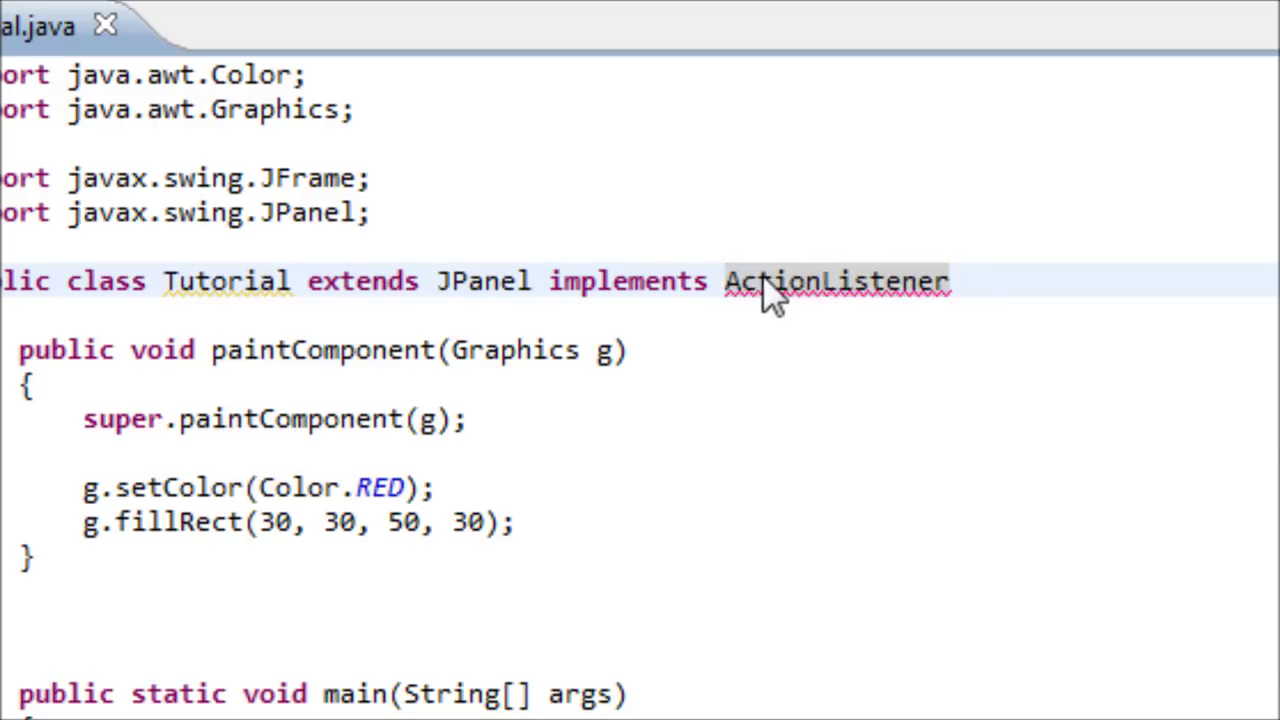 al.java
ort java.awt.Color;
ort java.awt.Graphics;
ort javax.swing.JFrame;
ort javax.swing.JPanel;
lic class Tutorial extends JPanel implements ActionListener
public void paintComponent(Graphics g)
{
super.paintComponent(g);
g.setColor(Color.RED);
g.fillRect(30, 30, 50, 30);
}
public static void main(String[] args)